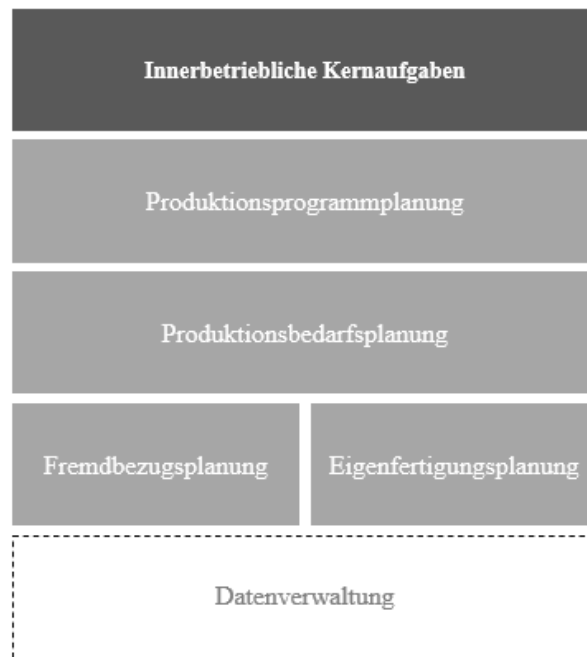 Innerbetriebliche Kernaufgaben
Produktionsprogrammplanung
Produktionsbedarfsplanung
Fremdbezugsplanung
Eigenfertigungsplanung
Datenverwaltung